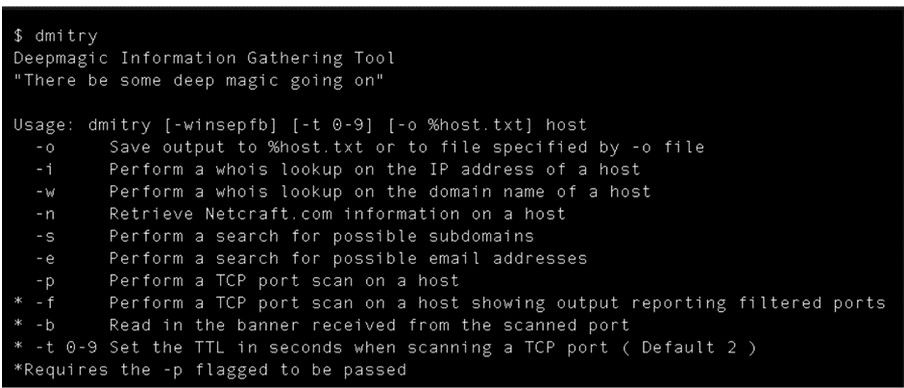 $ dmitry
Deepmagic Information Gathering Tool
"There be some deep magic going on"
Usage: dmitry [-winsepfb] [-t 0-9] [-o %host.txt] host
-o Save output to %host.txt or to file specified by -o file
-i Perform a whois lookup on the IP address of a host
-w Perform a whois lookup on the domain name of a host
-n Retrieve Netcraft.com information on a host
-s Perform a search for possible subdomains
-e Perform a search for possible email addresses
-p Perform a TCP port scan on a host
* -f Perform a TCP port scan on a host showing output reporting filtered ports
* -b Read in the banner received from the scanned port
* -t 0-9 Set the TTL in seconds when scanning a TCP port ( Default 2 )
*Requires the -p flagged to be passed